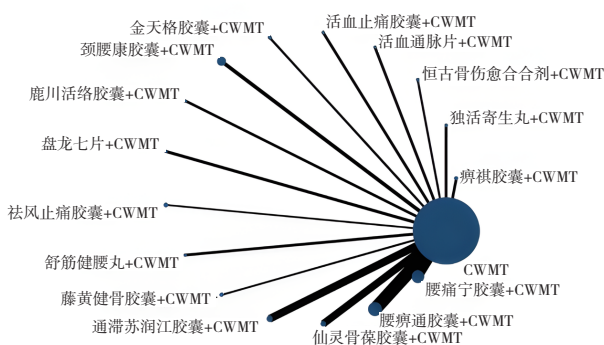 活血止痛胶囊+CWMT
金天格胶囊+CWMT
活血通脉片+CWMT
颈腰康胶囊+CWMT
恒古骨伤愈合合剂+CWMT
鹿川活络胶囊+CWMT
独活寄生丸+CWMT
盘龙七片+CWMT
痹祺胶囊+CWMT
祛风止痛胶囊+CWMT
舒筋健腰丸+CWMT
CWMT
腰痛宁胶囊+CWMT
藤黄健骨胶囊+CWMT
腰痹通胶囊+CWMT
通滞苏润江胶囊+CWMT
仙灵骨葆胶囊+CWMT